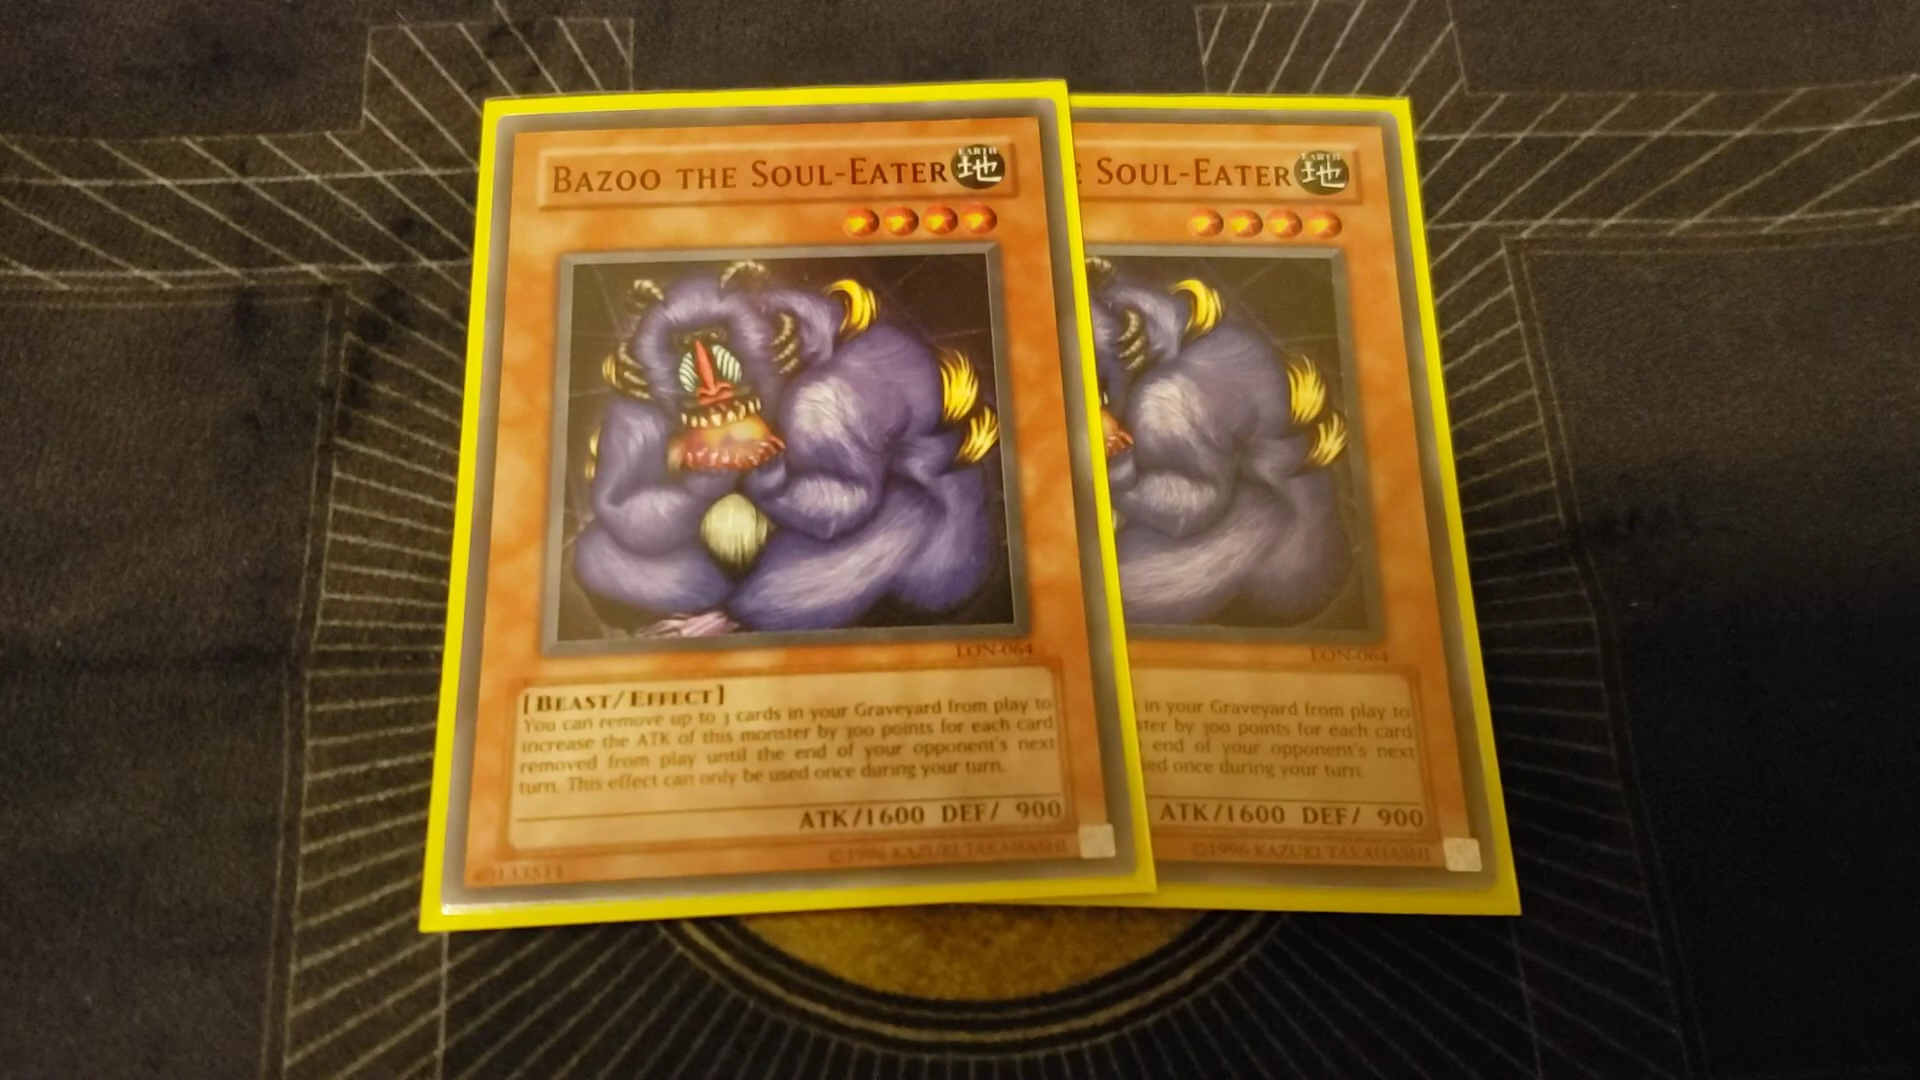 BAZOO THE SOUL-EATER
EARTH
地
LON-064
[BEAST/EFFECT]
You can remove up to 3 cards in your Graveyard from play to
increase the ATK of this monster by 300 points for each card
removed from play until the end of your opponent's next
turn. This effect can only be used once during your turn.
ATK/1600 DEF/ 900
©1996 KAZUKI TAKAHASHI
40133511
E SOUL-EATER
EARTH
地
LON-064
in your Graveyard from play to
ster by 300 points for each card
end of your opponent's next
ed once during your turn.
ATK/1600 DEF/ 900
©1996 KAZUKI TAKAHASHI